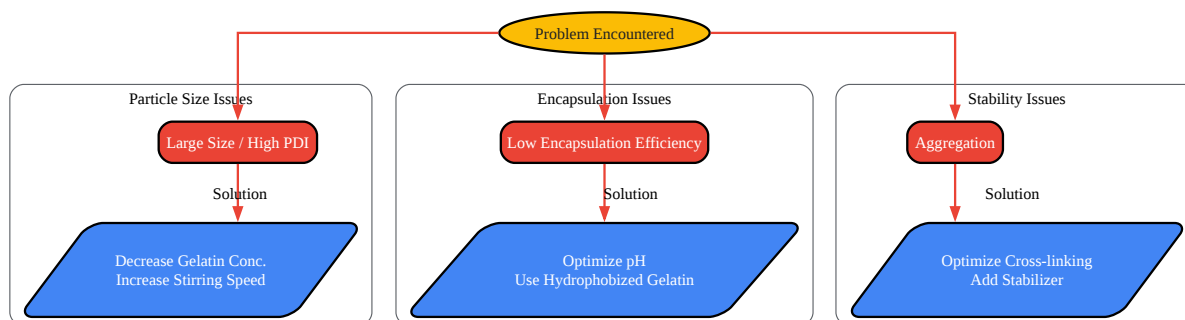 Problem Encountered
Particle Size Issues
Large Size / High PDI
Solution
Decrease Gelatin Conc.
Increase Stirring Speed
Encapsulation Issues
Low Encapsulation Efficiency
Solution
Optimize pH
Use Hydrophobized Gelatin
Stability Issues
Aggregation
Solution
Optimize Cross-linking
Add Stabilizer